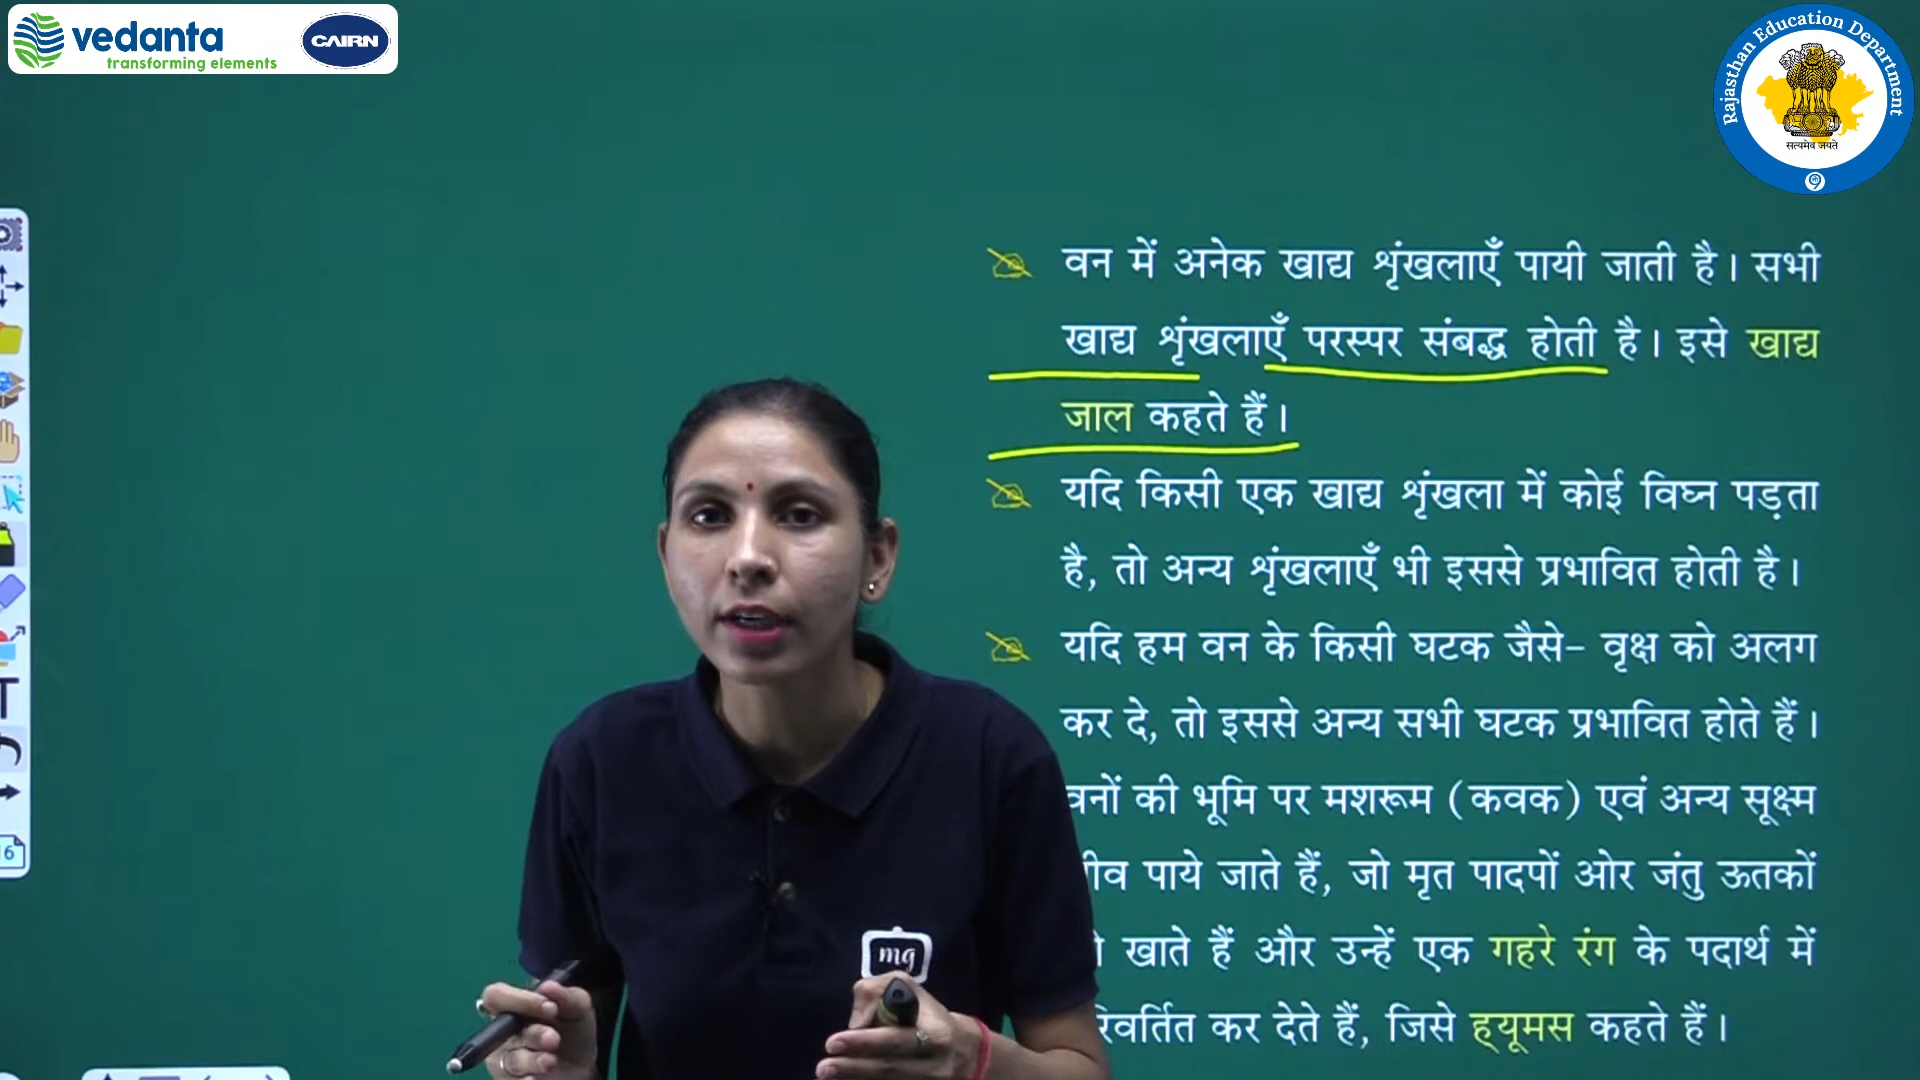 vedanta
transforming elements
CAIRN
Rajasthan Education Department
सत्यमेव जयते
वन में अनेक खाद्य शृंखलाएँ पायी जाती है। सभी
खाद्य शृंखलाएँ परस्पर संबद्ध होती है। इसे खाद्य
जाल कहते हैं।
यदि किसी एक खाद्य शृंखला में कोई विघ्न पड़ता
है, तो अन्य शृंखलाएँ भी इससे प्रभावित होती है।
यदि हम वन के किसी घटक जैसे– वृक्ष को अलग
कर दे, तो इससे अन्य सभी घटक प्रभावित होते हैं।
वनों की भूमि पर मशरूम (कवक) एवं अन्य सूक्ष्म
पाये जाते हैं, जो मृत पादपों ओर जंतु ऊतकों
खाते हैं और उन्हें एक गहरे रंग के पदार्थ में
कर देते हैं, जिसे ह्यूमस कहते हैं।
mg
16